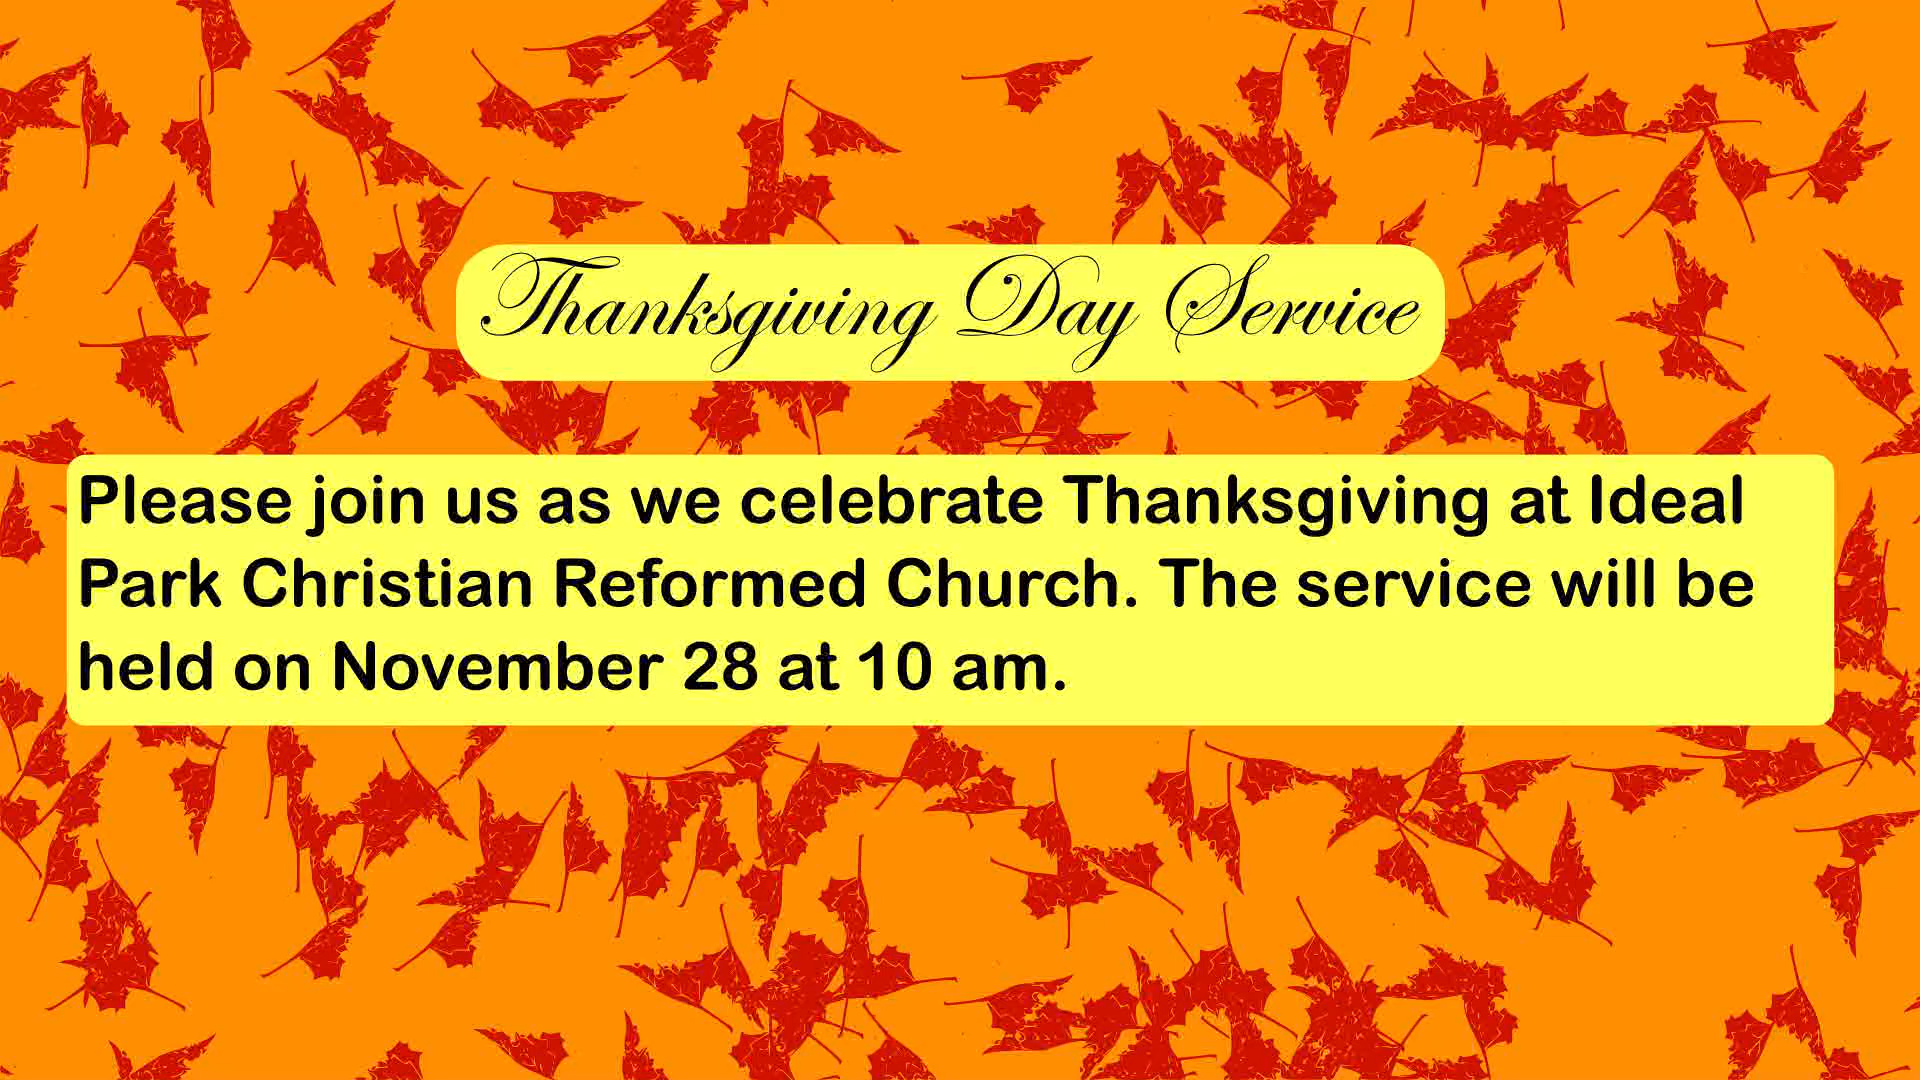 Thanksgiving Day Service
Please join us as we celebrate Thanksgiving at Ideal
Park Christian Reformed Church. The service will be
held on November 28 at 10 am.